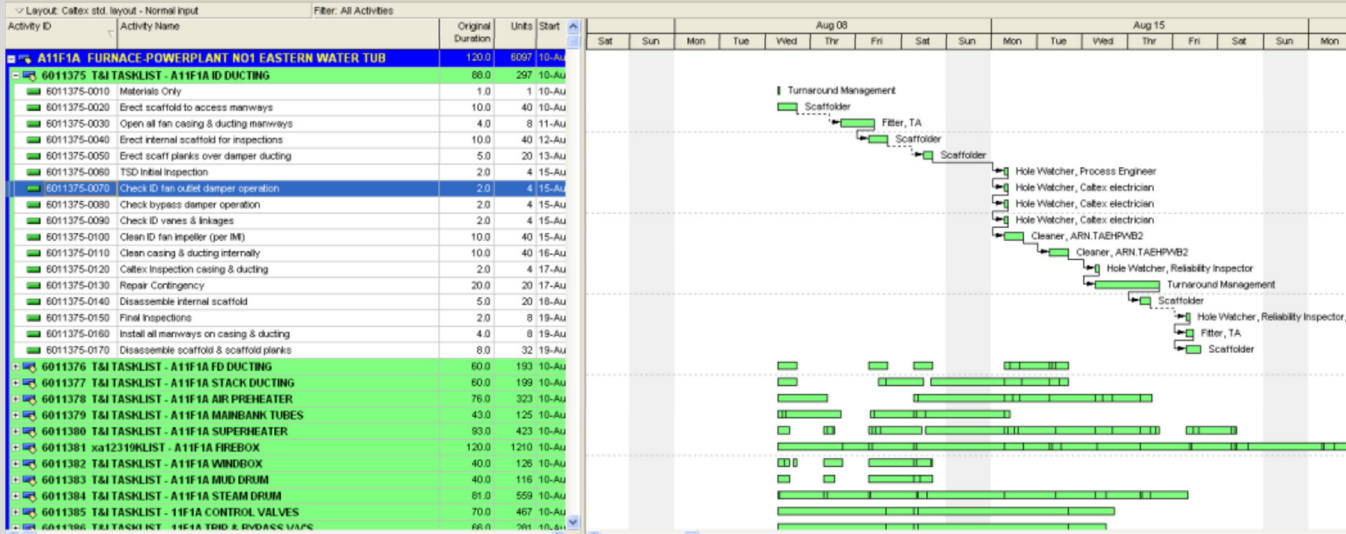 Layout: Caltex std. layout - Normal input Filter: All Activities
Activity ID Activity Name Original Duration Units Start
Aug 08 Aug 15
Sat Sun Mon Tue Wed Thr Fri Sat Sun Mon Tue Wed Thr Fri Sat Sun Mon
A11F1A FURNACE-POWERPLANT NO1 EASTERN WATER TUB 120.0 6097 10-Au
6011375 T&I TASKLIST - A11F1A ID DUCTING 88.0 297 10-Au
6011375-0010 Materials Only 1.0 1 10-Au Turnaround Management
6011375-0020 Erect scaffold to access manways 10.0 40 10-Au Scaffolder
6011375-0030 Open all fan casing & ducting manways 4.0 8 11-Au Fitter, TA
6011375-0040 Erect internal scaffold for inspections 10.0 40 12-Au Scaffolder
6011375-0050 Erect scaff planks over damper ducting 5.0 20 13-Au Scaffolder
6011375-0060 TSD Initial Inspection 2.0 4 15-Au Hole Watcher, Process Engineer
6011375-0070 Check ID fan outlet damper operation 2.0 4 15-Au Hole Watcher, Caltex electrician
6011375-0080 Check bypass damper operation 2.0 4 15-Au Hole Watcher, Caltex electrician
6011375-0090 Check ID vanes & linkages 2.0 4 15-Au Hole Watcher, Caltex electrician
6011375-0100 Clean ID fan impeller (per IMI) 10.0 40 15-Au Cleaner, ARN.TAEHPWB2
6011375-0110 Clean casing & ducting internally 10.0 40 16-Au Cleaner, ARN.TAEHPWB2
6011375-0120 Caltex Inspection casing & ducting 2.0 4 17-Au Hole Watcher, Reliability Inspector
6011375-0130 Repair Contingency 20.0 20 17-Au Turnaround Management
6011375-0140 Disassemble internal scaffold 5.0 20 18-Au Scaffolder
6011375-0150 Final Inspections 2.0 8 19-Au Hole Watcher, Reliability Inspector,
6011375-0160 Install all manways on casing & ducting 4.0 8 19-Au Fitter, TA
6011375-0170 Disassemble scaffold & scaffold planks 8.0 32 19-Au Scaffolder
6011376 T&I TASKLIST - A11F1A FD DUCTING 60.0 193 10-Au
6011377 T&I TASKLIST - A11F1A STACK DUCTING 60.0 199 10-Au
6011378 T&I TASKLIST - A11F1A AIR PREHEATER 76.0 323 10-Au
6011379 T&I TASKLIST - A11F1A MAINBANK TUBES 43.0 125 10-Au
6011380 T&I TASKLIST - A11F1A SUPERHEATER 93.0 423 10-Au
6011381 xa12319KLIST - A11F1A FIREBOX 120.0 1210 10-Au
6011382 T&I TASKLIST - A11F1A WINDBOX 40.0 126 10-Au
6011383 T&I TASKLIST - A11F1A MUD DRUM 40.0 116 10-Au
6011384 T&I TASKLIST - A11F1A STEAM DRUM 81.0 559 10-Au
6011385 T&I TASKLIST - 11F1A CONTROL VALVES 70.0 467 10-Au
6011386 T&I TASKLIST - 11F1A TRIP & BYPASS VACS 66.0 281 10-Au